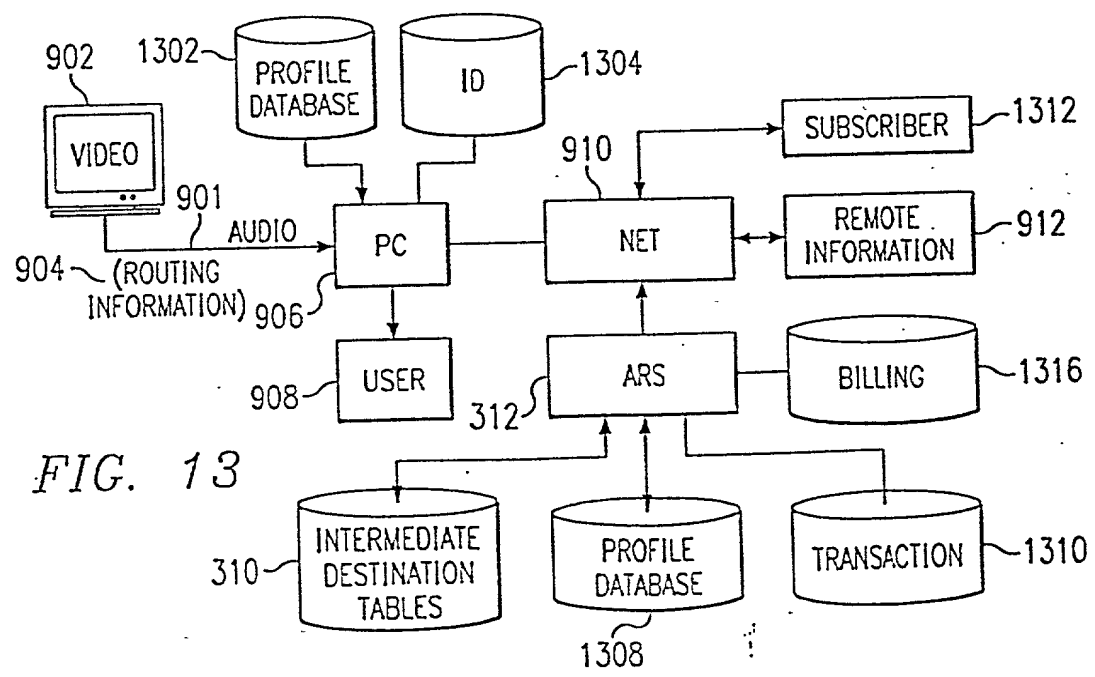 902
VIDEO
901
AUDIO
904
(ROUTING
INFORMATION)
1302
PROFILE
DATABASE
ID
1304
PC
906
USER
908
910
NET
SUBSCRIBER
1312
REMOTE
INFORMATION
912
ARS
312
BILLING
1316
FIG. 13
INTERMEDIATE
DESTINATION
TABLES
310
PROFILE
DATABASE
1308
TRANSACTION
1310